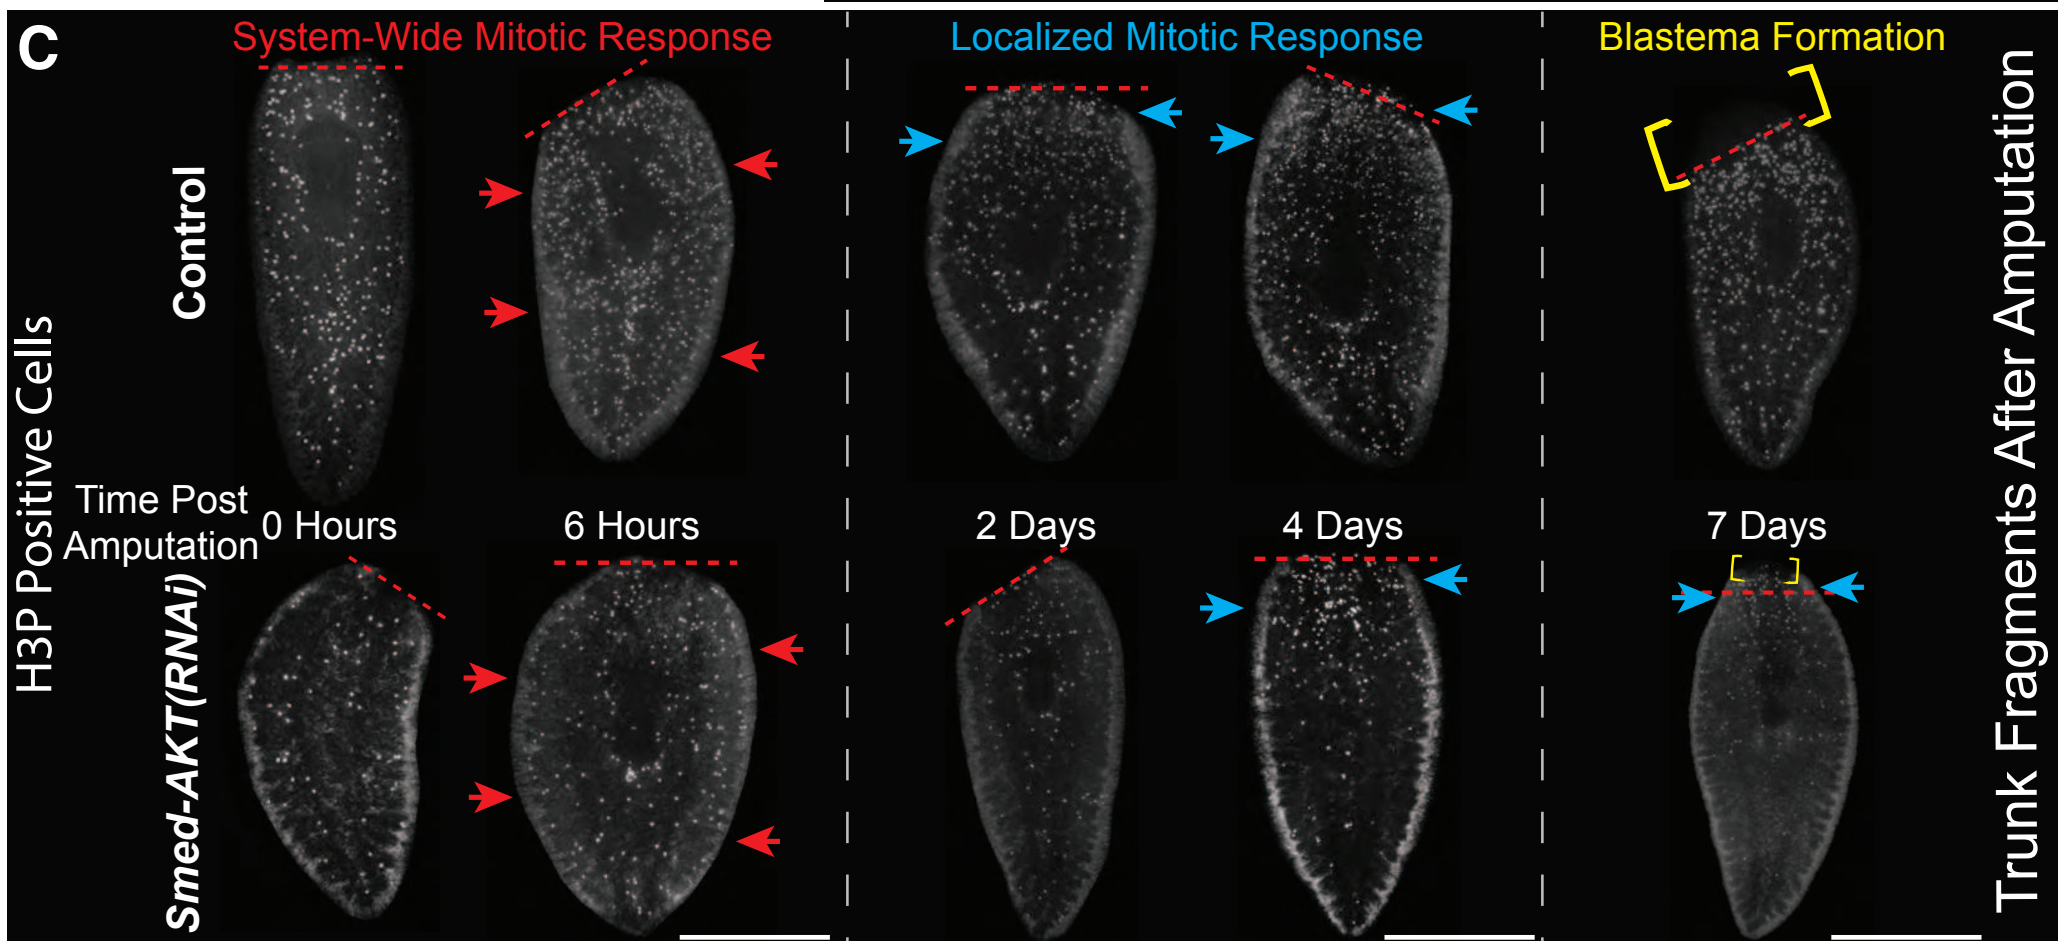 C
System-Wide Mitotic Response
Localized Mitotic Response
Blastema Formation
H3P Positive Cells
Control
Time Post
Amputation
0 Hours
6 Hours
2 Days
4 Days
7 Days
Smed-AKT(RNAi)
Trunk Fragments After Amputation